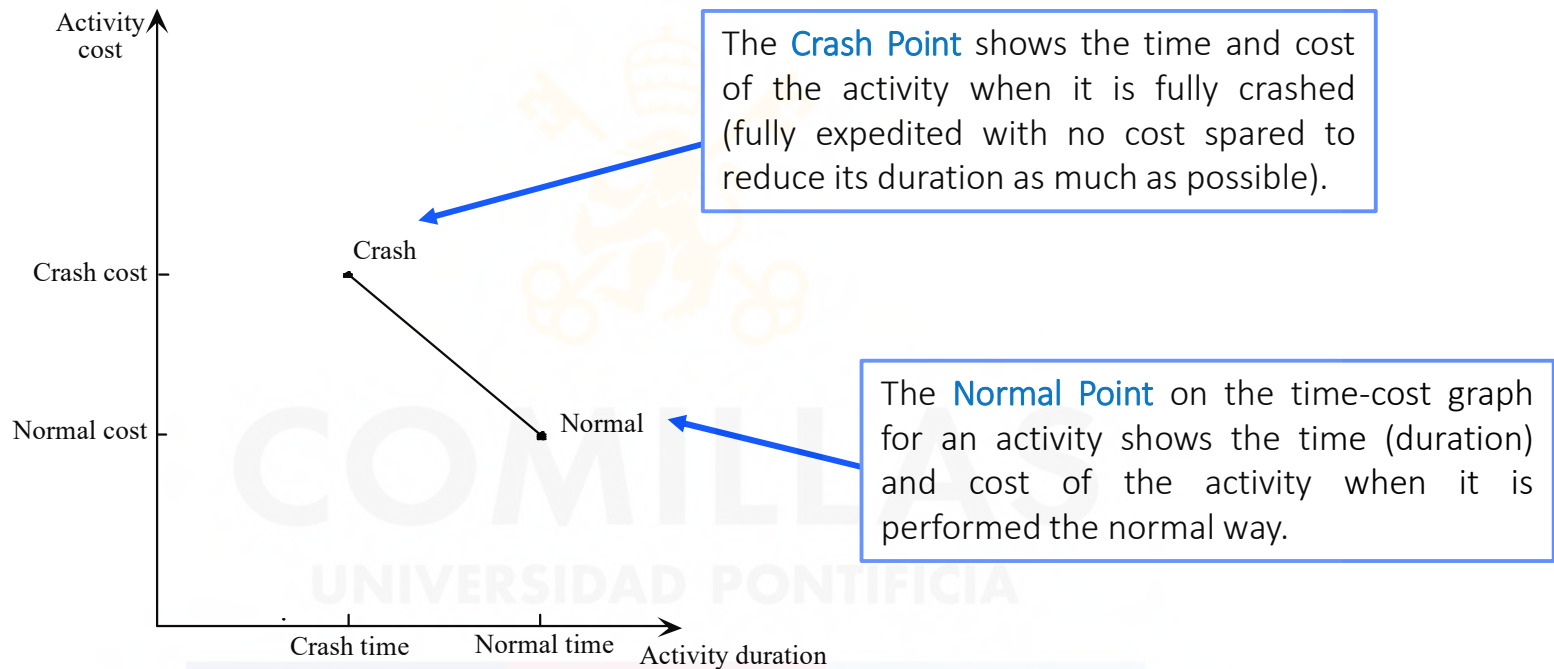 Activity
cost
The Crash Point shows the time and cost
of the activity when it is fully crashed
(fully expedited with no cost spared to
reduce its duration as much as possible).
Crash
Crash cost
Normal
Normal cost
The Normal Point on the time-cost graph
for an activity shows the time (duration)
and cost of the activity when it is
performed the normal way.
COMILLAS
UNIVERSIDAD PONTIFICIA
Crash time
Normal time
Activity duration